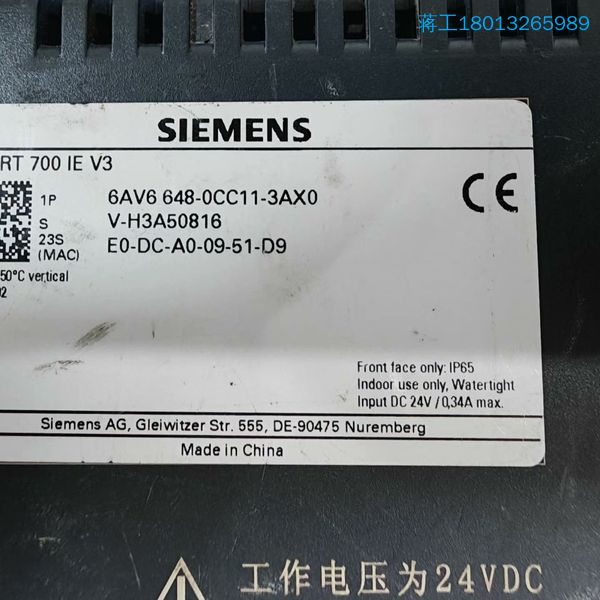 蒋工18013265989
SIEMENS
RT 700 IE V3
1P 6AV6 648-0CC11-3AX0
S V-H3A50816
23S
(MAC) E0-DC-A0-09-51-D9
CE
50°C vertical
02
Front face only: IP65
Indoor use only, Watertight
Input DC 24V / 0,34A max.
Siemens AG, Gleiwitzer Str. 555, DE-90475 Nuremberg
Made in China
工作电压为24VDC